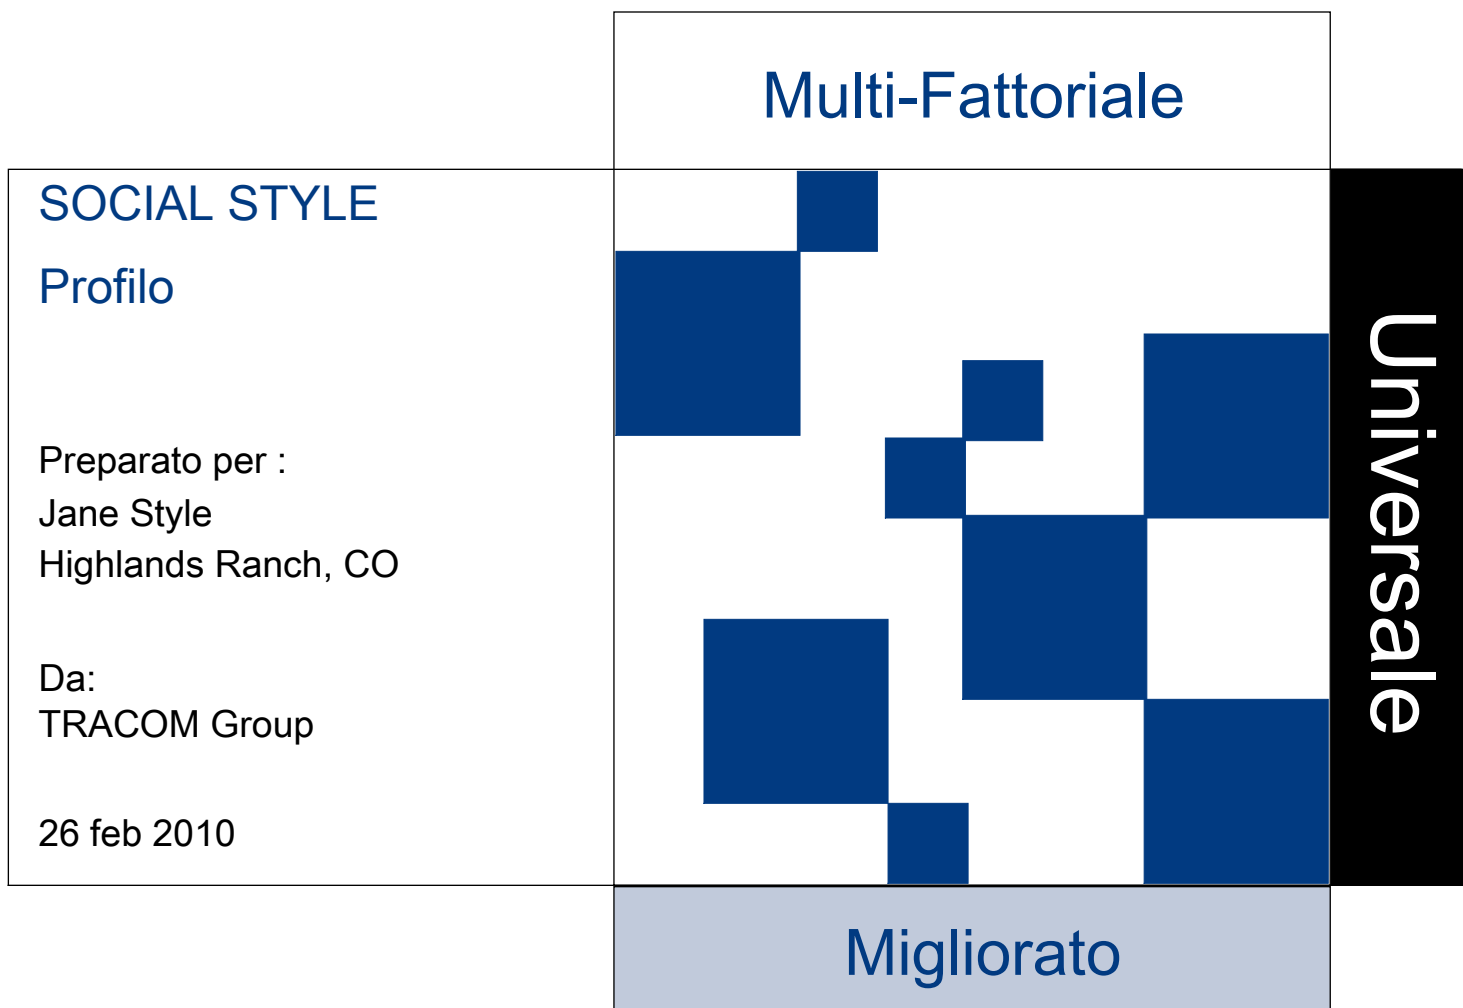 Multi-Fattoriale
SOCIAL STYLE
Profilo
Preparato per :
Jane Style
Highlands Ranch, CO
Da:
TRACOM Group
26 feb 2010
Universale
Migliorato